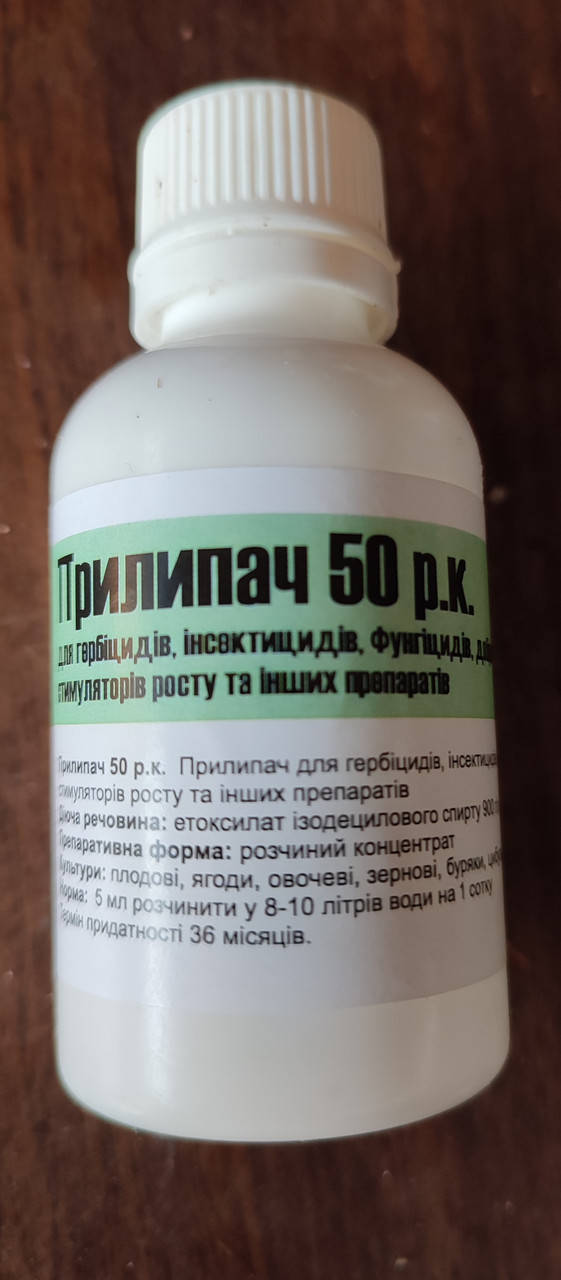 Прилипач 50 р.к.
для гербіцидів, інсектицидів, фунгіцидів,
стимуляторів росту та інших препаратів
Прилипач 50 р.к. Прилипач для гербіцидів,
стимуляторів росту та інших препаратів
Діюча речовина: етоксилат ізодецилового спирту 900
Препаративна форма: розчиний концентрат
Культури: плодові, ягоди, овочеві, зернові, буряки,
Норма: 5 мл розчинити у 8-10 літрів води на 1 сотку
Термін придатності 36 місяців.